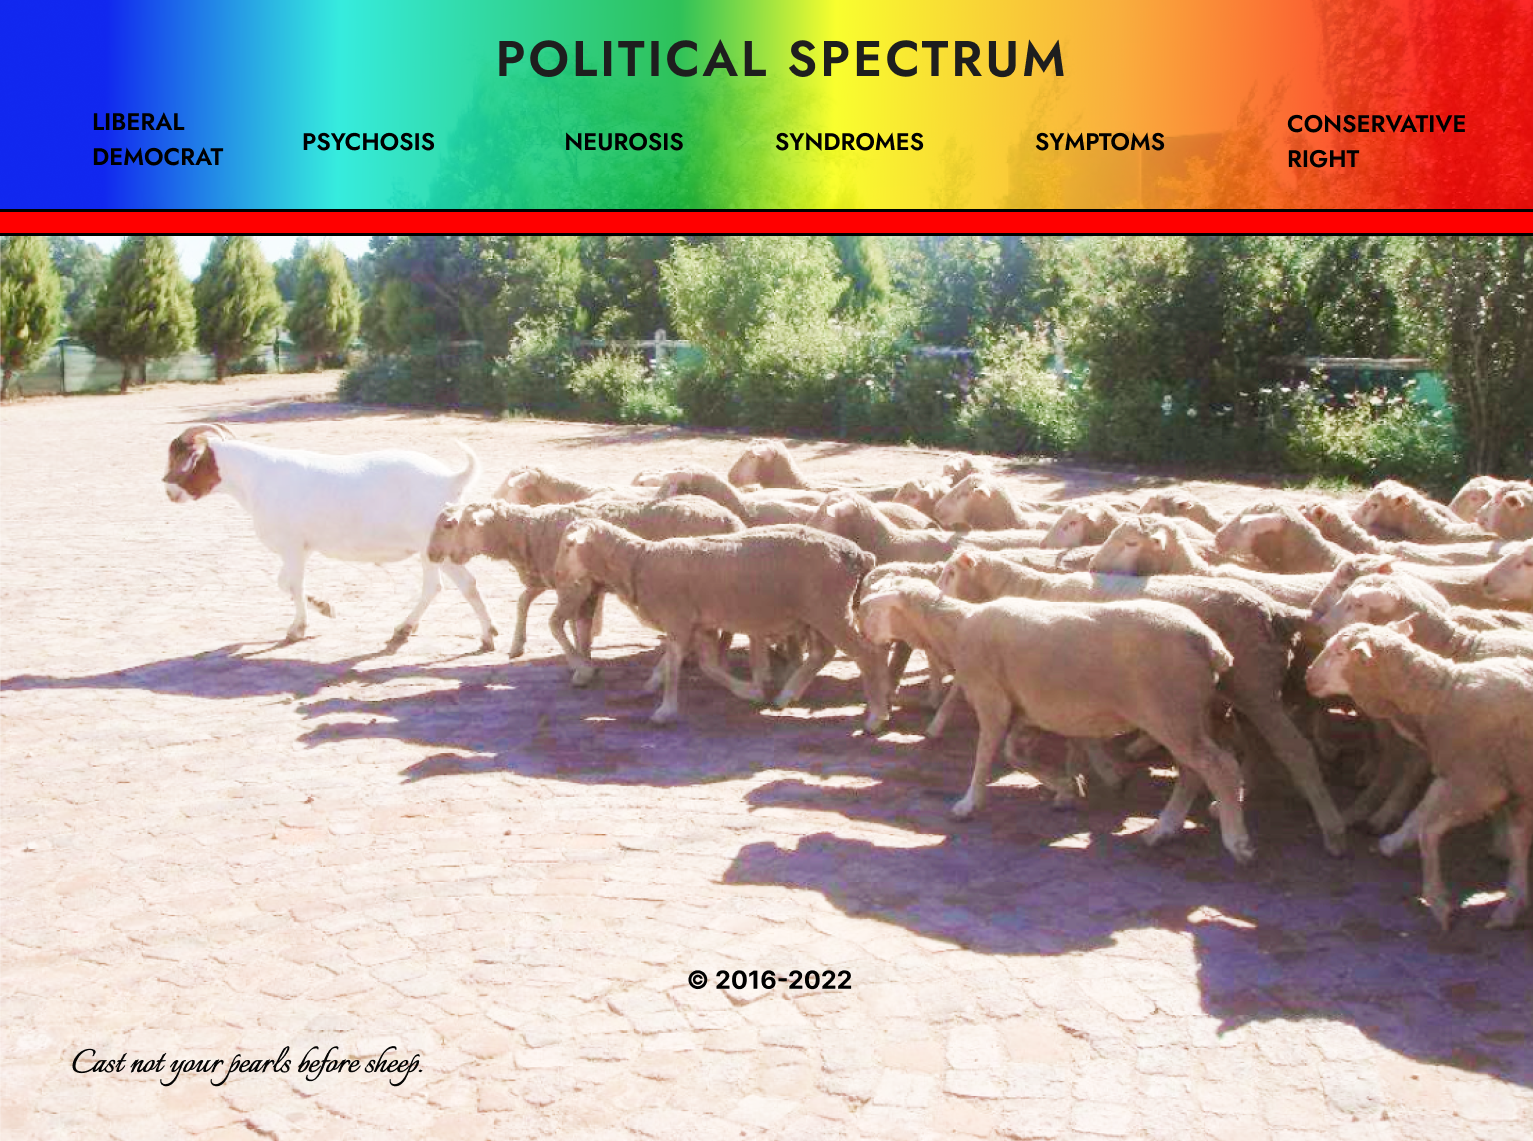 POLITICAL SPECTRUM
LIBERAL
DEMOCRAT
PSYCHOSIS
NEUROSIS
SYNDROMES
SYMPTOMS
CONSERVATIVE
RIGHT
© 2016-2022
Cast not your pearls before sheep.